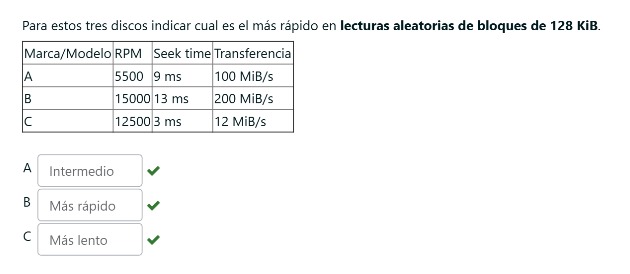 Para estos tres discos indicar cual es el más rápido en lecturas aleatorias de bloques de 128 KiB.
Marca/Modelo RPM Seek time Transferencia
A 5500 9 ms 100 MiB/s
B 15000 13 ms 200 MiB/s
C 12500 3 ms 12 MiB/s
A Intermedio
B Más rápido
C Más lento